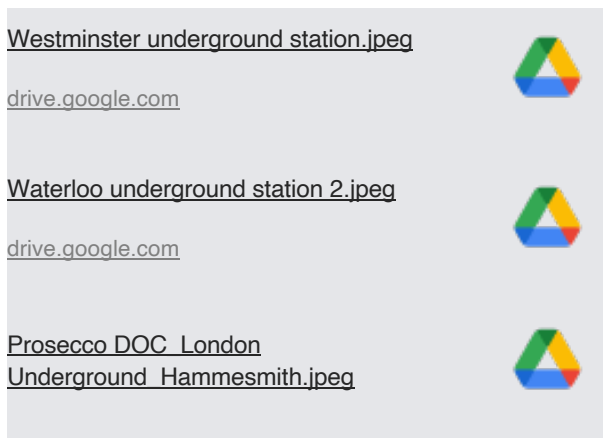 Westminster underground station.jpeg
drive.google.com
Waterloo underground station 2.jpeg
drive.google.com
Prosecco DOC_London
Underground_Hammesmith.jpeg